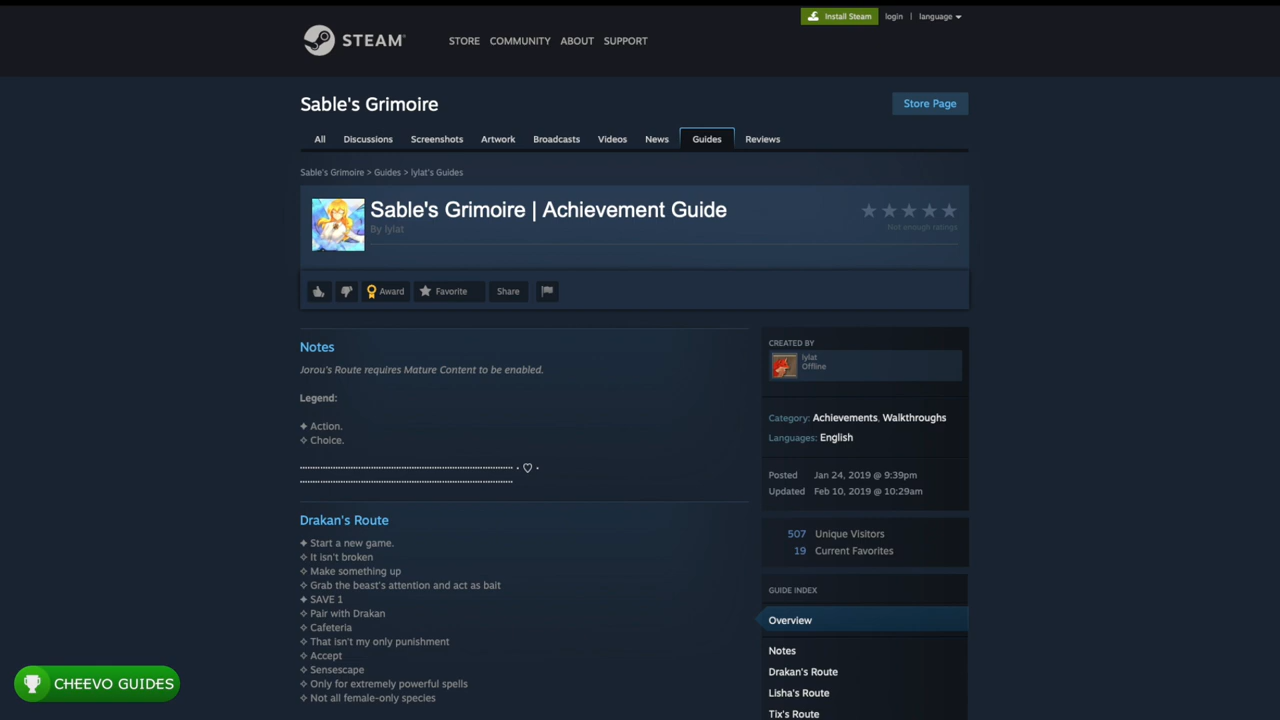 Install Steam
login | language
STEAM®
STORE COMMUNITY ABOUT SUPPORT
Sable's Grimoire
Store Page
All Discussions Screenshots Artwork Broadcasts Videos News Guides Reviews
Sable's Grimoire > Guides > lylat's Guides
Sable's Grimoire | Achievement Guide
By lylat
Not enough ratings
Award Favorite Share
Notes
Jorou's Route requires Mature Content to be enabled.
Legend:
✦ Action.
✧ Choice.
Drakan's Route
✦ Start a new game.
✧ It isn't broken
✧ Make something up
✧ Grab the beast's attention and act as bait
✦ SAVE 1
✧ Pair with Drakan
✧ Cafeteria
✧ That isn't my only punishment
✧ Accept
✧ Sensescape
✧ Only for extremely powerful spells
✧ Not all female-only species
CREATED BY
lylat
Offline
Category: Achievements, Walkthroughs
Languages: English
Posted Jan 24, 2019 @ 9:39pm
Updated Feb 10, 2019 @ 10:29am
507 Unique Visitors
19 Current Favorites
GUIDE INDEX
Overview
Notes
Drakan's Route
Lisha's Route
Tix's Route
CHEEVO GUIDES